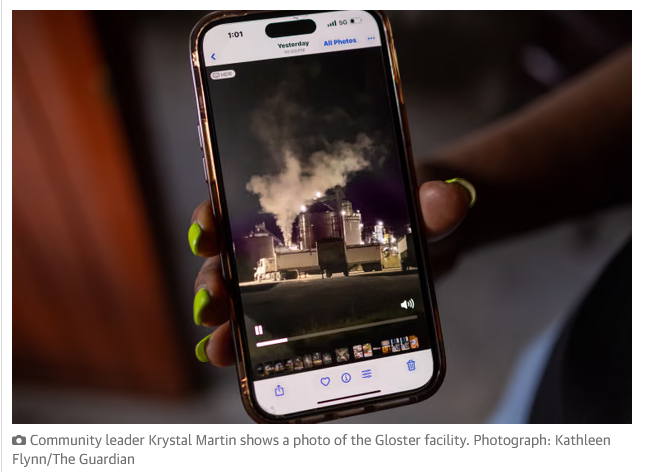 1:01
5G
Yesterday
All Photos
HDR
Community leader Krystal Martin shows a photo of the Gloster facility. Photograph: Kathleen
Flynn/The Guardian